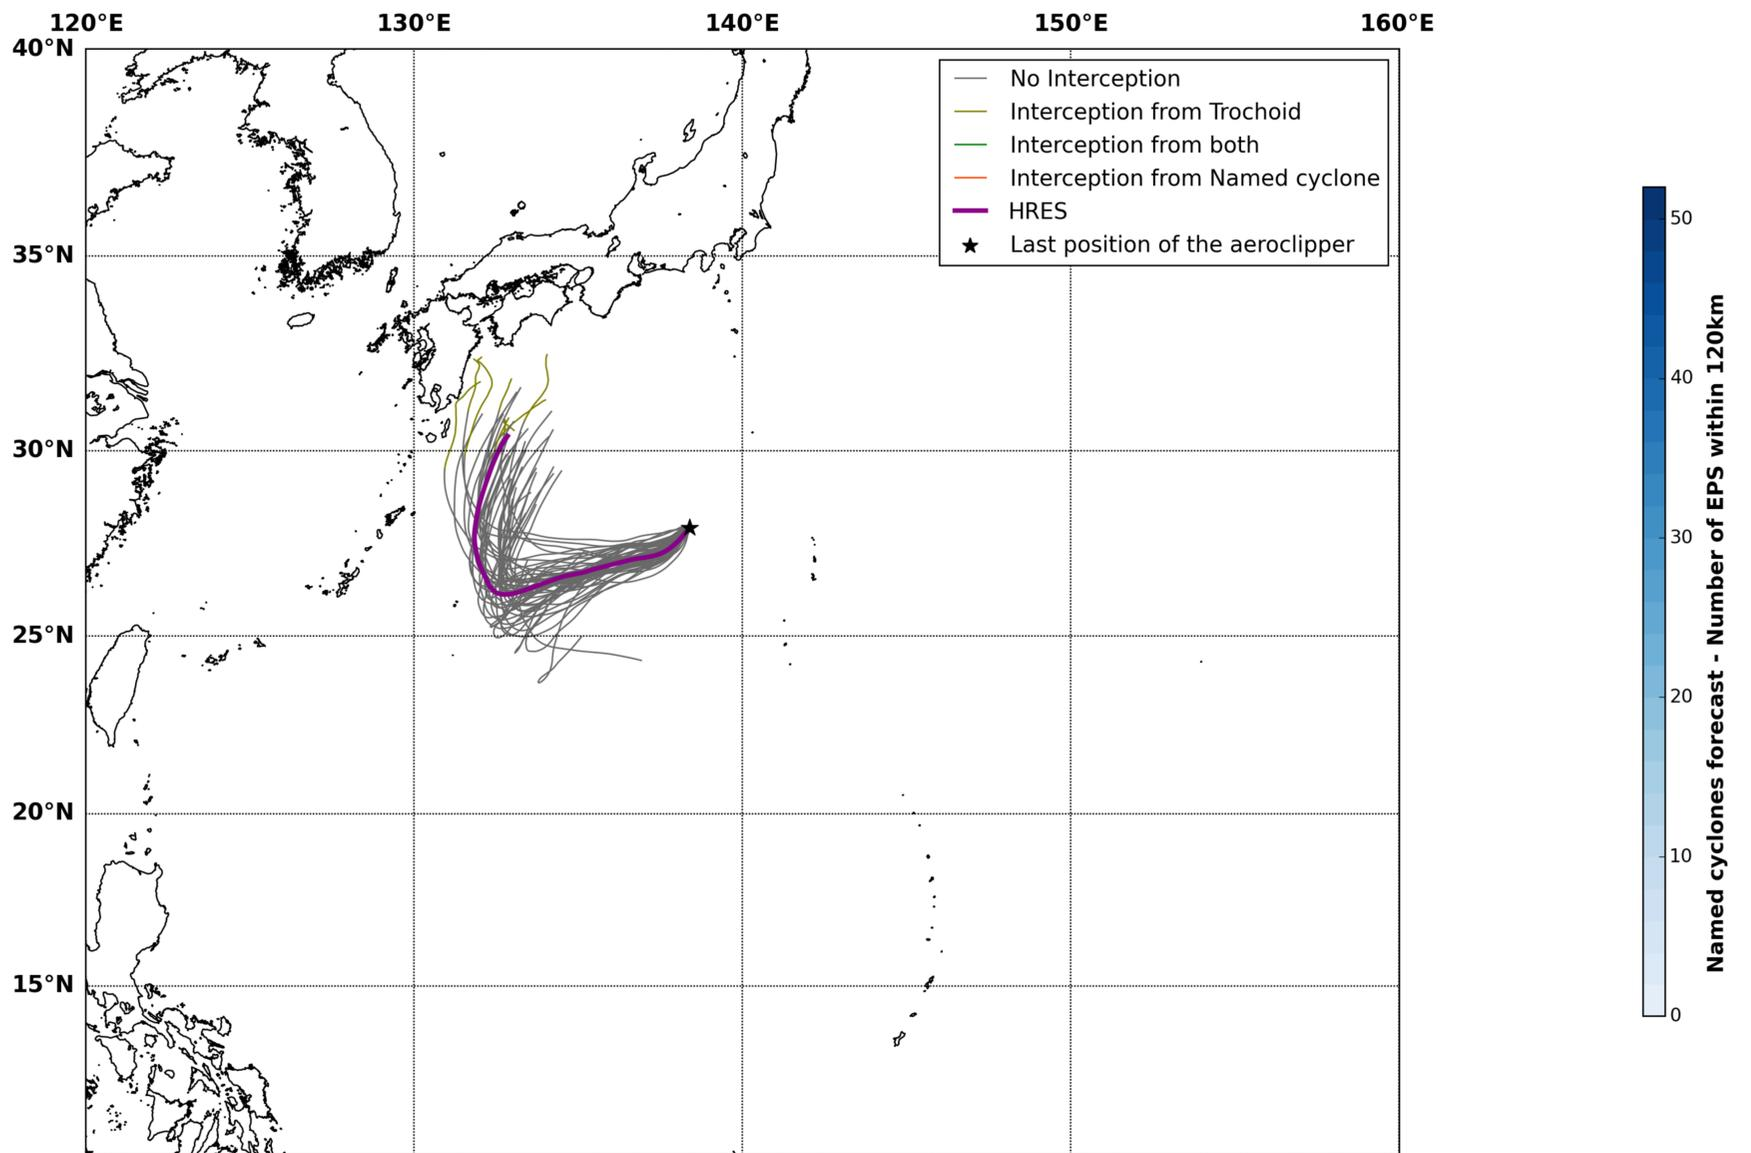 120°E 130°E 140°E 150°E 160°E
40°N
No Interception
Interception from Trochoid
Interception from both
Interception from Named cyclone
HRES
Last position of the aeroclipper
35°N
30°N
25°N
20°N
15°N
50
40
30
20
10
0
Named cyclones forecast - Number of EPS within 120km